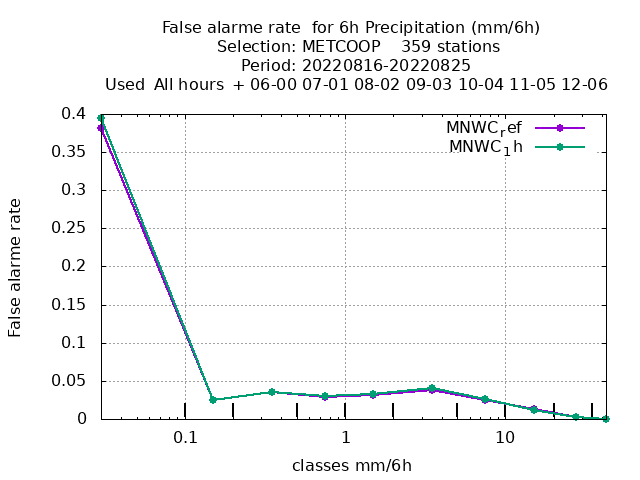 False alarme rate  for 6h Precipitation (mm/6h)
Selection: METCOOP    359 stations
Period: 20220816-20220825
Used  All hours  + 06-00 07-01 08-02 09-03 10-04 11-05 12-06
MNWCref
MNWC1h
0.4
0.35
0.3
0.25
0.2
0.15
0.1
0.05
0
False alarme rate
0.1 1 10
classes mm/6h